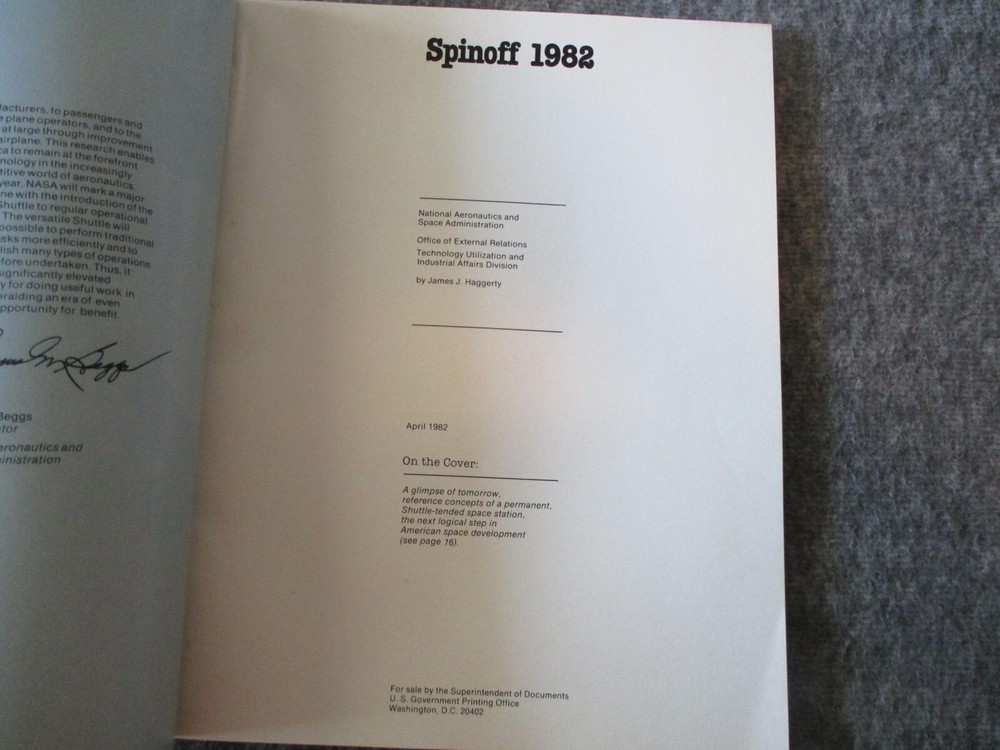 facturers, to passengers and
plane operators, and to the
at large through improvement
airplane. This research enables
to remain at the forefront
nology in the increasingly
titive world of aeronautics.
year, NASA will mark a major
ne with the introduction of the
Shuttle to regular operational
The versatile Shuttle will
possible to perform traditional
sks more efficiently and to
lish many types of operations
fore undertaken. Thus, it
significantly elevated
y for doing useful work in
eralding an era of even
pportunity for benefit.
Beggs
tor
eronautics and
inistration
Spinoff 1982
National Aeronautics and
Space Administration
Office of External Relations
Technology Utilization and
Industrial Affairs Division
by James J. Haggerty
April 1982
On the Cover:
A glimpse of tomorrow,
reference concepts of a permanent,
Shuttle-tended space station,
the next logical step in
American space development
(see page 16).
For sale by the Superintendent of Documents
U. S. Government Printing Office
Washington, D.C. 20402